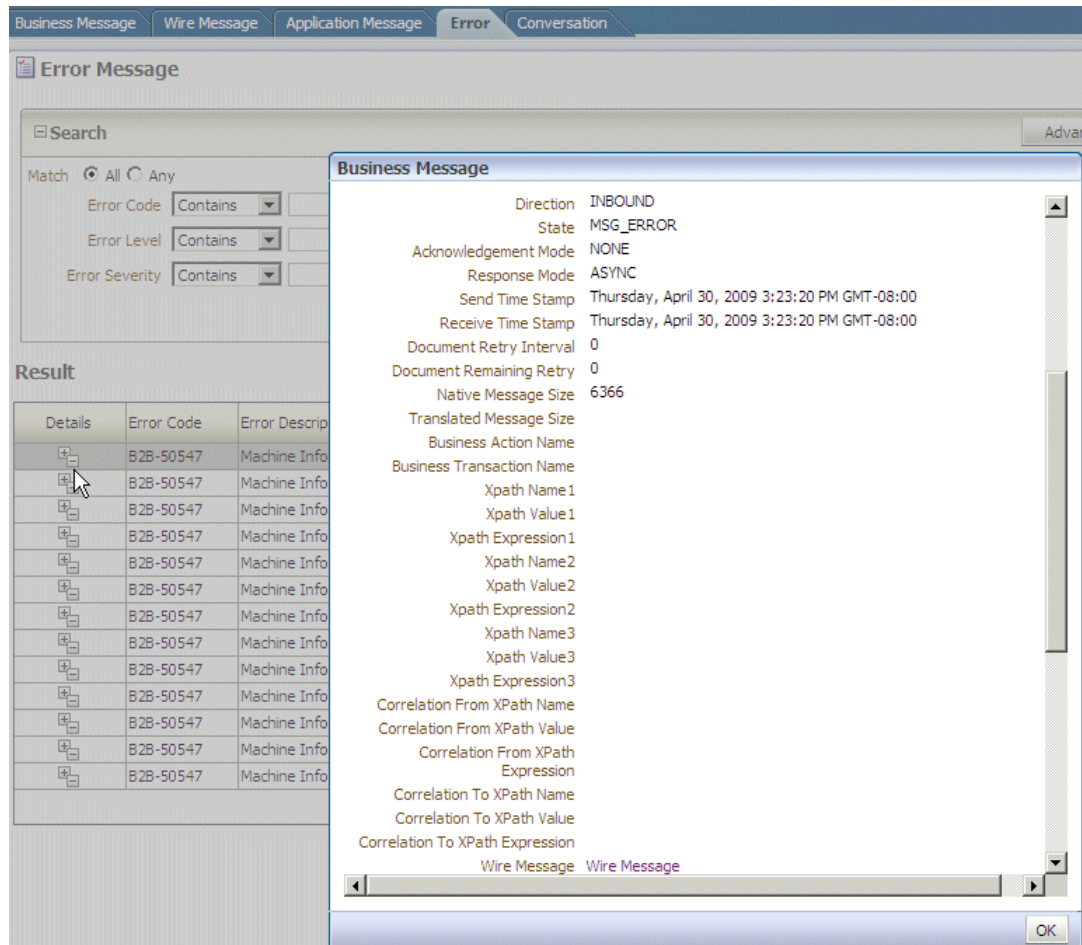 Business Message Wire Message Application Message Error Conversation
Error Message
Search
Match All Any
Error Code Contains
Error Level Contains
Error Severity Contains
Result
Details Error Code
B2B-50547
B2B-50547
B2B-50547
B2B-50547
B2B-50547
B2B-50547
B2B-50547
B2B-50547
B2B-50547
B2B-50547
B2B-50547
B2B-50547
B2B-50547
Error Descrip
Machine Info
Machine Info
Machine Info
Machine Info
Machine Info
Machine Info
Machine Info
Machine Info
Machine Info
Machine Info
Machine Info
Machine Info
Machine Info
Advan
Business Message
Direction INBOUND
State MSG_ERROR
Acknowledgement Mode NONE
Response Mode ASYNC
Send Time Stamp Thursday, April 30, 2009 3:23:20 PM GMT-08:00
Receive Time Stamp Thursday, April 30, 2009 3:23:20 PM GMT-08:00
Document Retry Interval 0
Document Remaining Retry 0
Native Message Size 6366
Translated Message Size
Business Action Name
Business Transaction Name
Xpath Name1
Xpath Value1
Xpath Expression1
Xpath Name2
Xpath Value2
Xpath Expression2
Xpath Name3
Xpath Value3
Xpath Expression3
Correlation From XPath Name
Correlation From XPath Value
Correlation From XPath
Expression
Correlation To XPath Name
Correlation To XPath Value
Correlation To XPath Expression
Wire Message Wire Message
OK